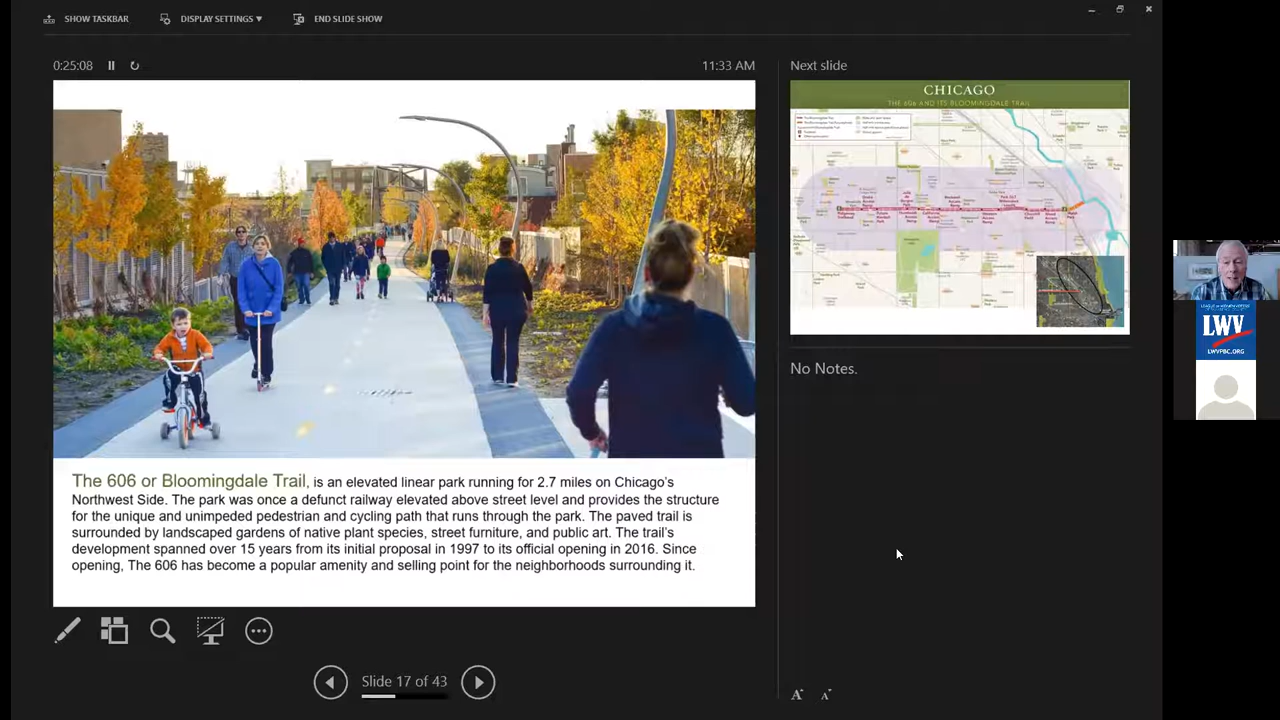 SHOW TASKBAR
DISPLAY SETTINGS ▼
END SLIDE SHOW
0:25:08
11:33 AM
Next slide
CHICAGO
THE 606 AND ITS BLOOMINGDALE TRAIL
No Notes.
LWV
LWVPBC.ORG
The 606 or Bloomingdale Trail, is an elevated linear park running for 2.7 miles on Chicago's
Northwest Side. The park was once a defunct railway elevated above street level and provides the structure
for the unique and unimpeded pedestrian and cycling path that runs through the park. The paved trail is
surrounded by landscaped gardens of native plant species, street furniture, and public art. The trail's
development spanned over 15 years from its initial proposal in 1997 to its official opening in 2016. Since
opening, The 606 has become a popular amenity and selling point for the neighborhoods surrounding it.
Slide 17 of 43
A A